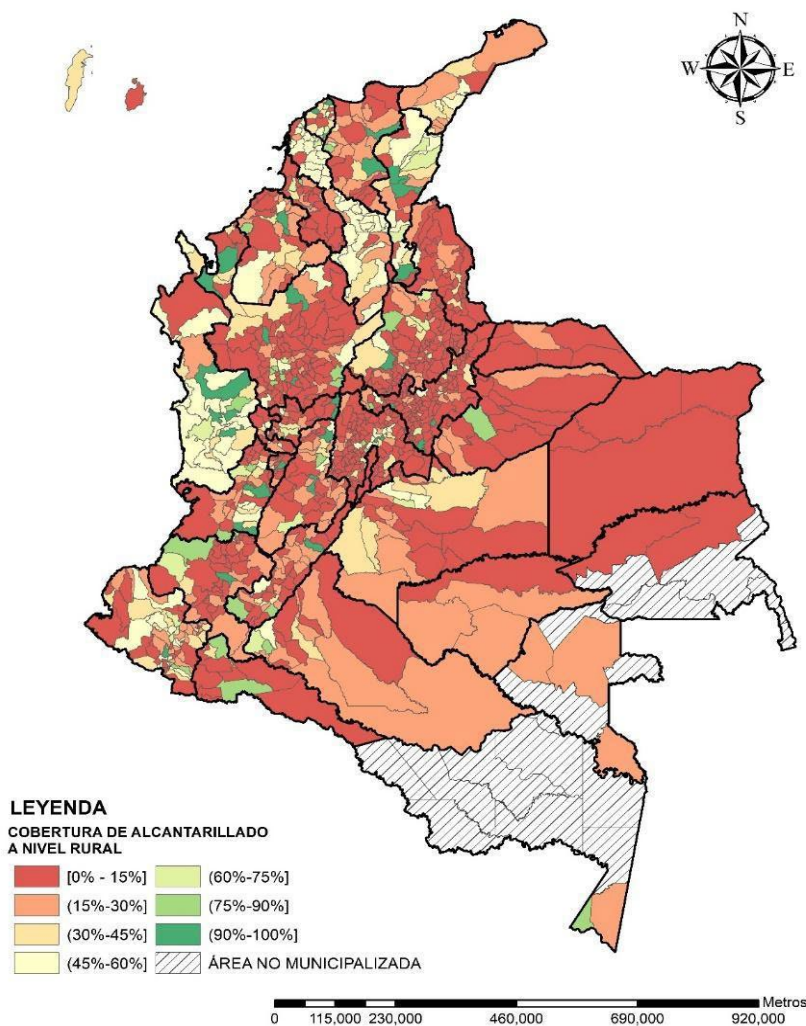 N
W E
S
LEYENDA
COBERTURA DE ALCANTARILLADO
A NIVEL RURAL
[0% - 15%] (60%-75%]
(15%-30%] (75%-90%]
(30%-45%] (90%-100%]
(45%-60%] ÁREA NO MUNICIPALIZADA
Metros
0 115,000 230,000 460,000 690,000 920,000